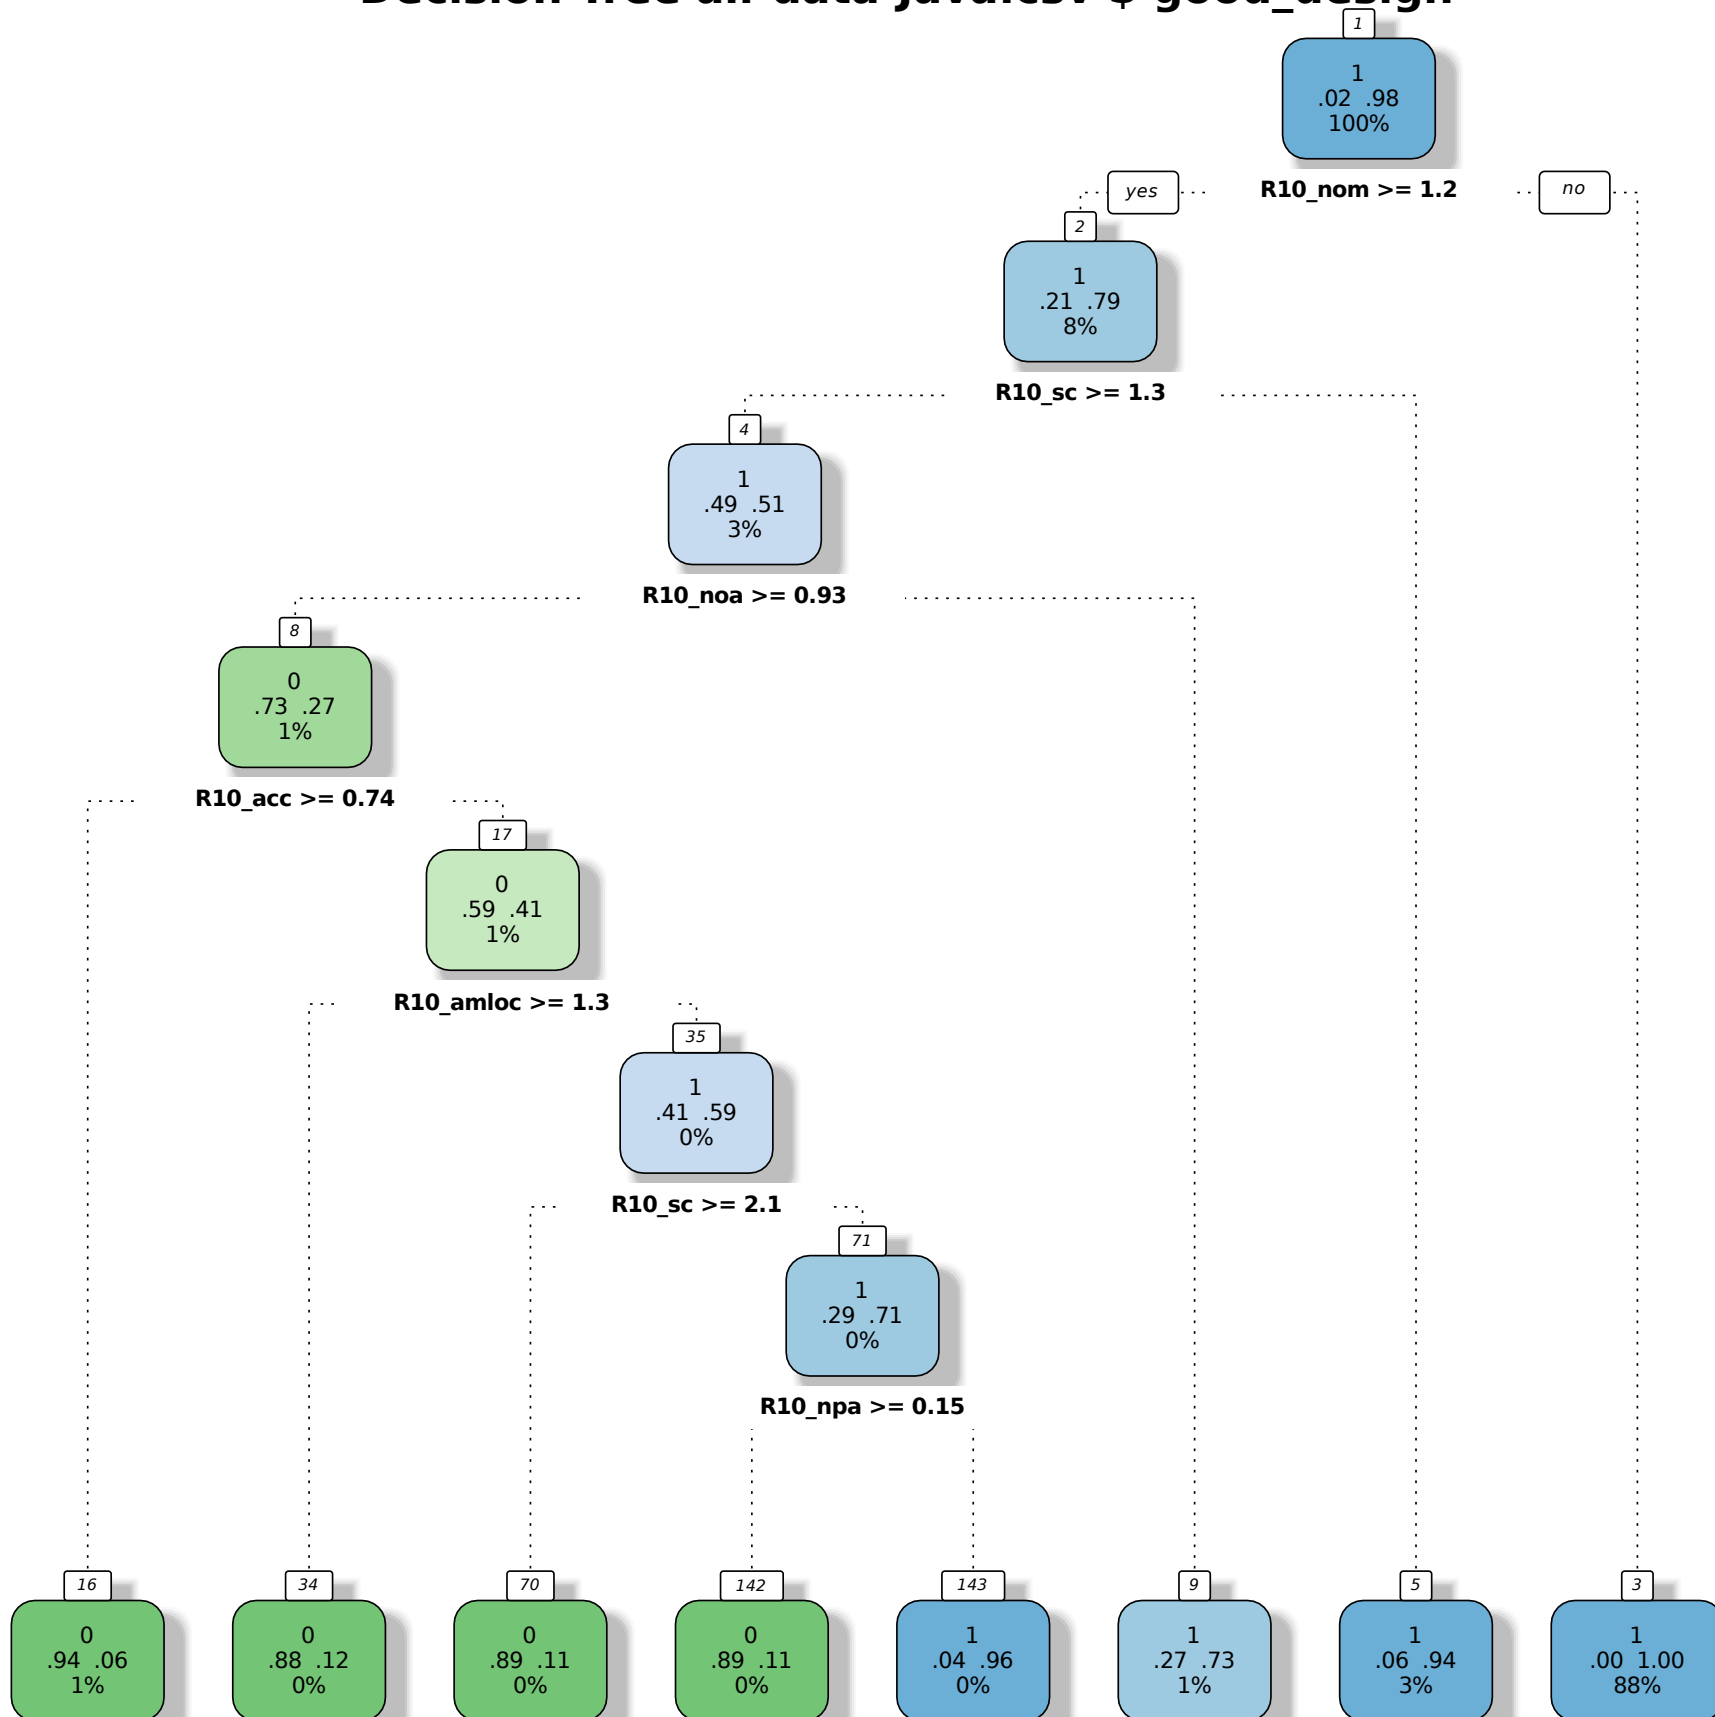 good_design
1
1
.02 .98
100%
yes R10_nom >= 1.2 no
2
1
.21 .79
8%
R10_sc >= 1.3
4
1
.49 .51
3%
R10_noa >= 0.93
8
0
.73 .27
1%
R10_acc >= 0.74
17
0
.59 .41
1%
R10_amloc >= 1.3
35
1
.41 .59
0%
R10_sc >= 2.1
71
1
.29 .71
0%
R10_npa >= 0.15
16 34 70 142 143 9 5 3
0 0 0 0 1 1 1 1
.94 .06 .88 .12 .89 .11 .89 .11 .04 .96 .27 .73 .06 .94 .00 1.00
1% 0% 0% 0% 0% 1% 3% 88%